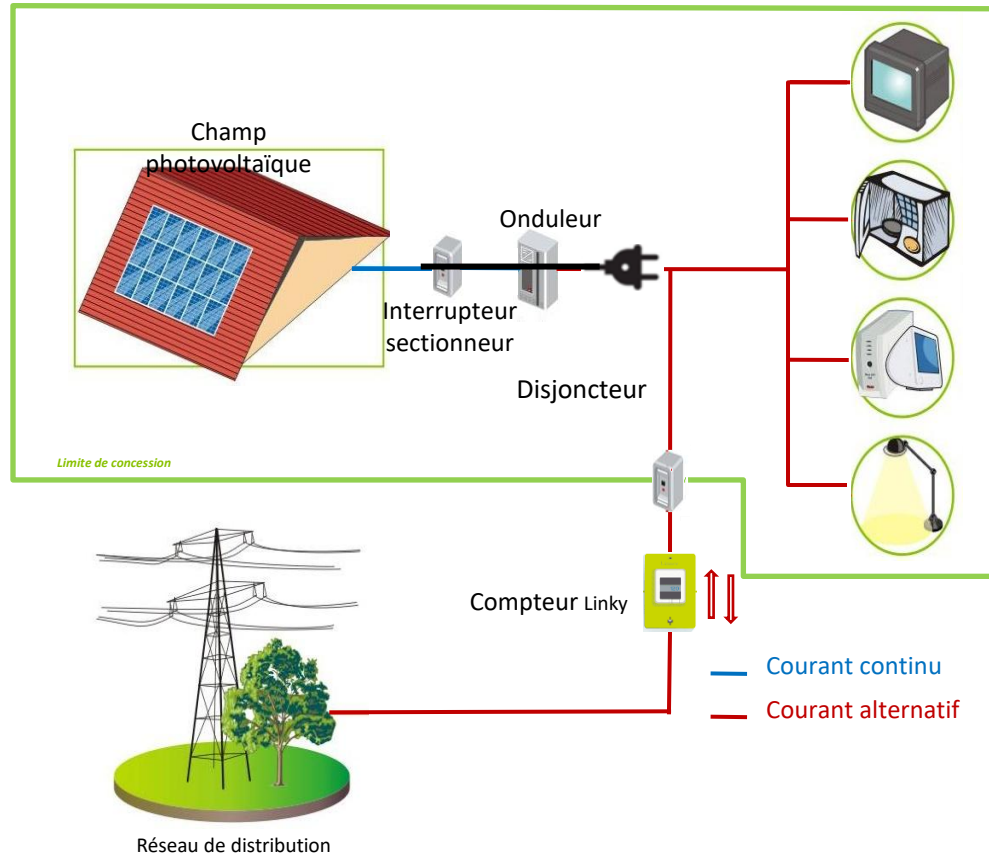 Champ
photovoltaïque
Onduleur
Interrupteur
sectionneur
Disjoncteur
Limite de concession
Compteur Linky
Courant continu
Courant alternatif
Réseau de distribution